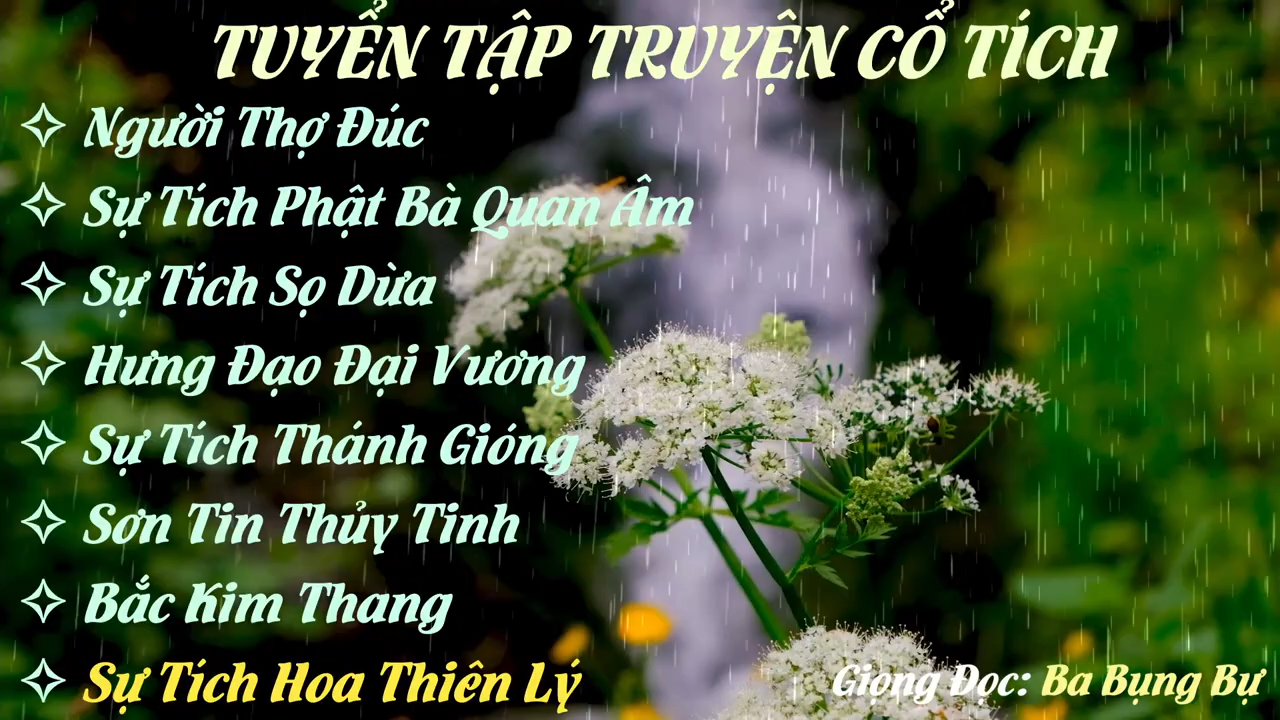 TUYỂN TẬP TRUYỆN CỔ TÍCH
Người Thợ Đúc
Sự Tích Phật Bà Quan Âm
Sự Tích Sọ Dừa
Hưng Đạo Đại Vương
Sự Tích Thánh Gióng
Sơn Tin Thủy Tinh
Bắc Kim Thang
Sự Tích Hoa Thiên Lý
Giọng Đọc: Ba Bụng Bự